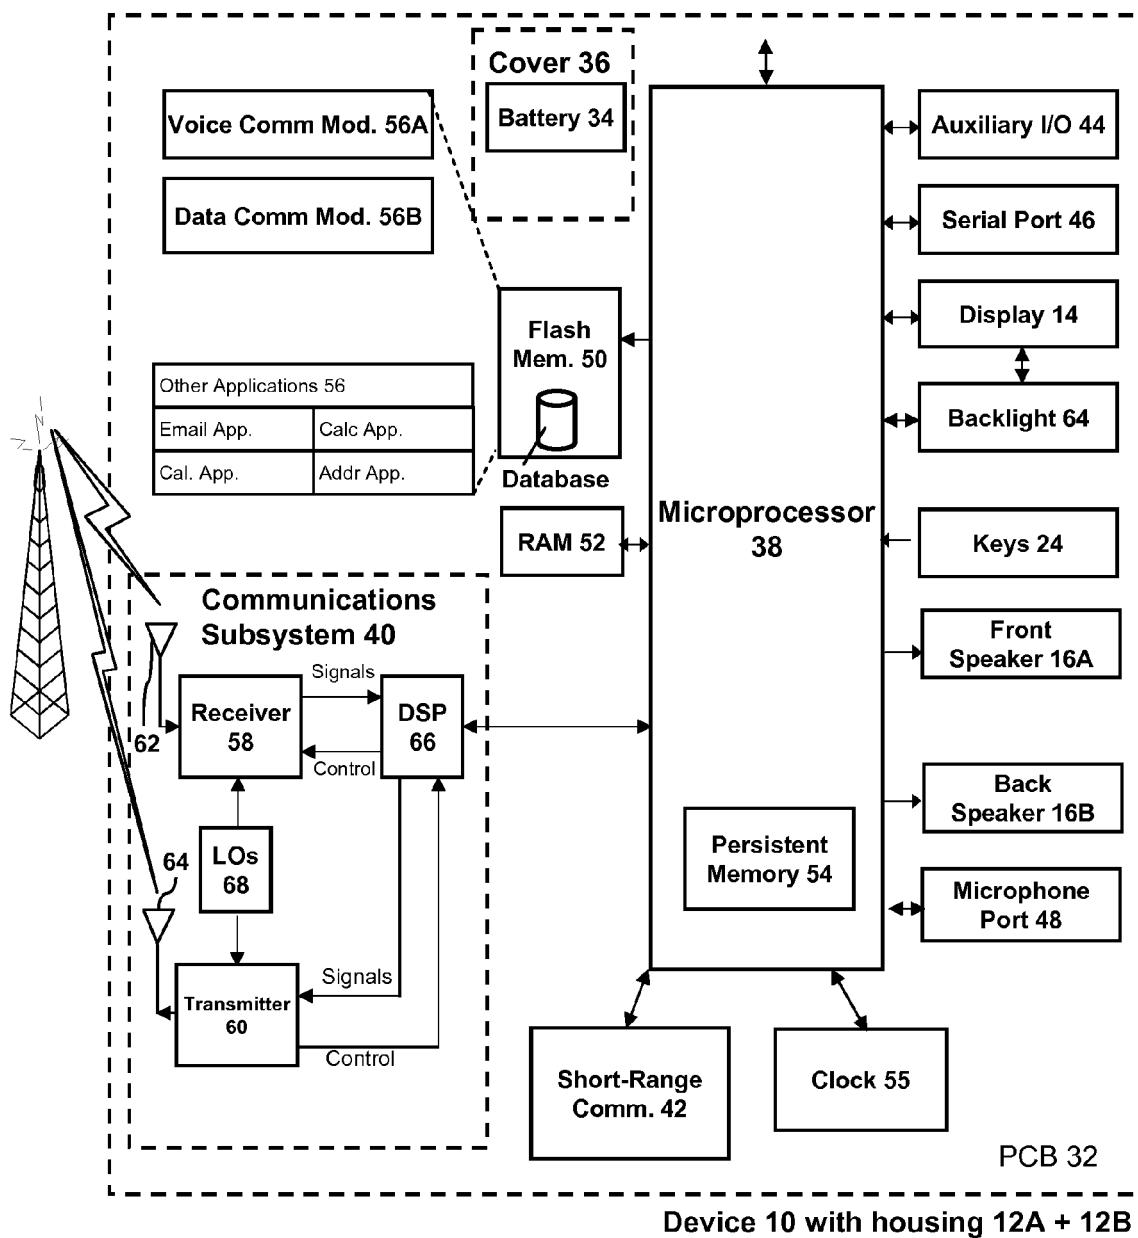 Cover 36
Battery 34
Voice Comm Mod. 56A
Data Comm Mod. 56B
Auxiliary I/O 44
Serial Port 46
Display 14
Backlight 64
Flash
Mem. 50
Database
Other Applications 56
Email App.
Calc App.
Cal. App.
Addr App.
RAM 52
Microprocessor
38
Keys 24
Front
Speaker 16A
Back
Speaker 16B
Microphone
Port 48
Persistent
Memory 54
Communications
Subsystem 40
Signals
Receiver
58
DSP
66
62
Control
LOs
68
64
Signals
Transmitter
60
Control
Short-Range
Comm. 42
Clock 55
PCB 32
Device 10 with housing 12A + 12B